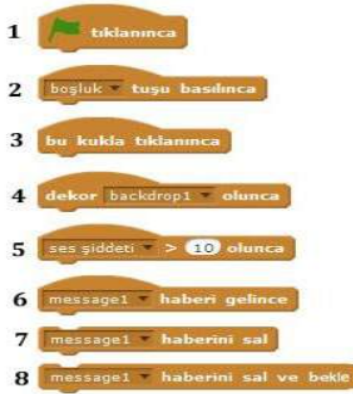 1 tıklanınca
2 boşluk tuşu basılınca
3 bu kukla tıklanınca
4 dekor backdrop1 olunca
5 ses şiddeti > 10 olunca
6 message1 haberi gelince
7 message1 haberini sal
8 message1 haberini sal ve bekle